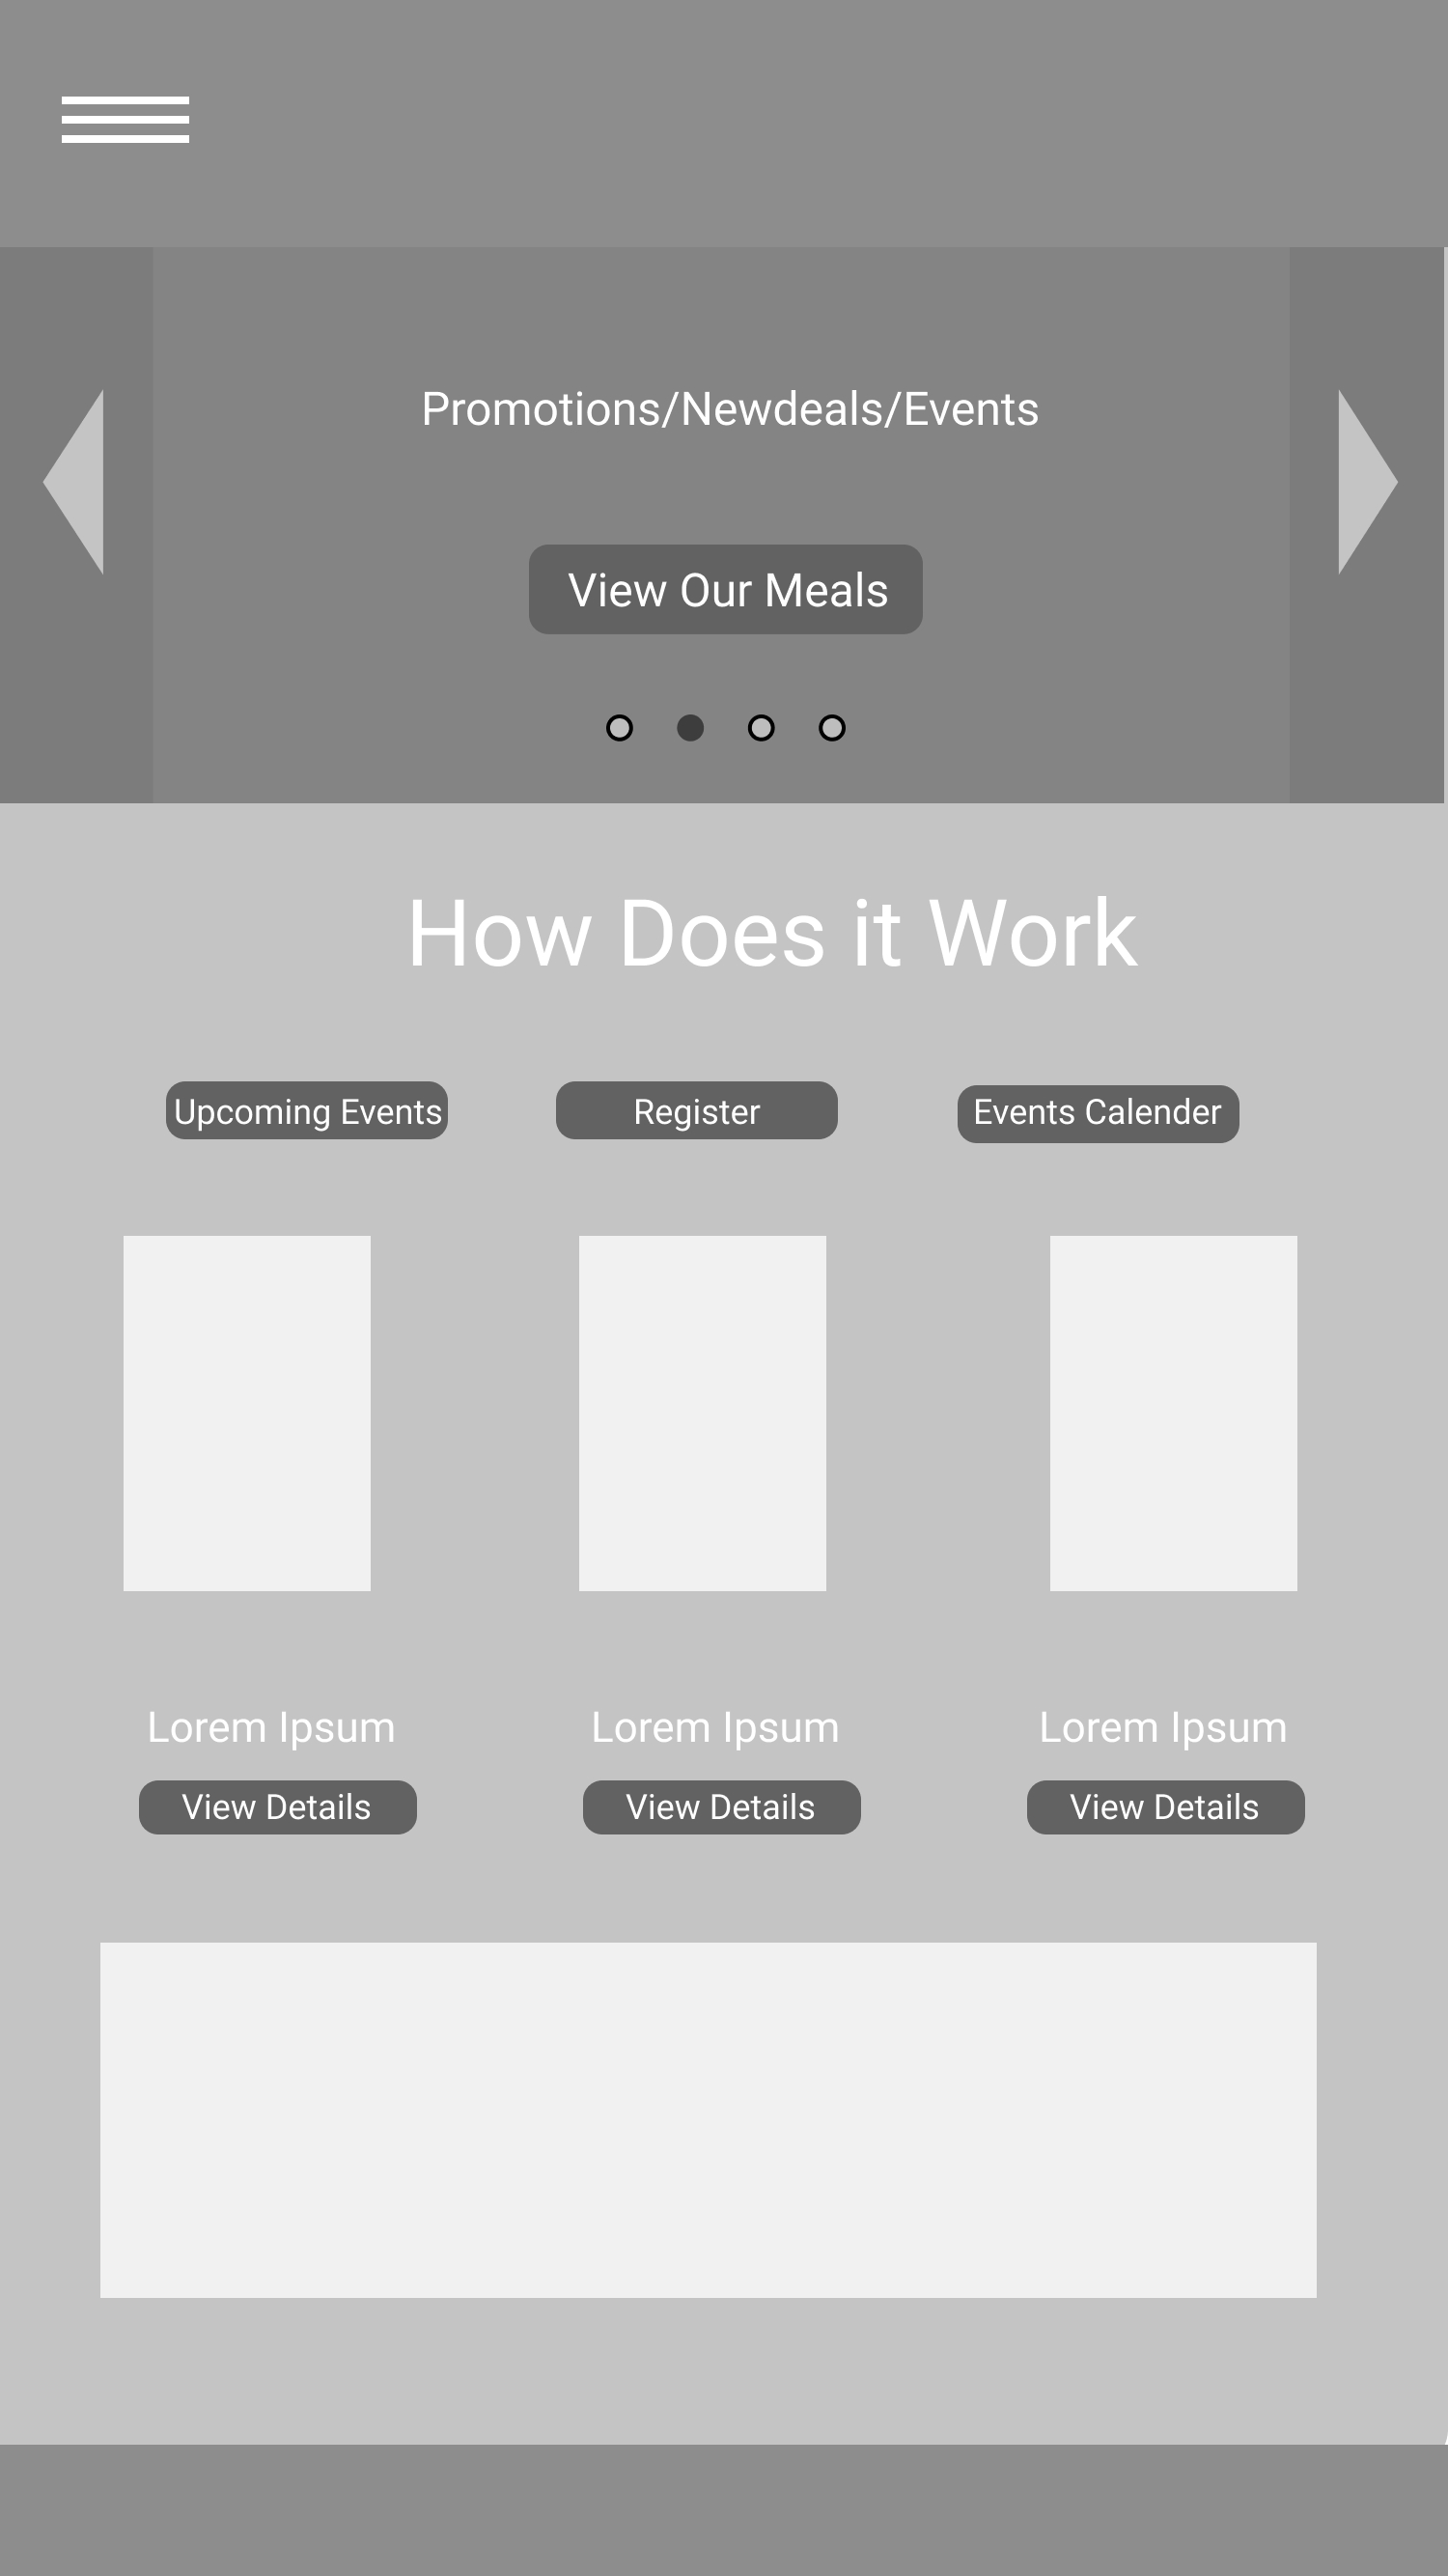 Promotions/Newdeals/Events
View Our Meals
How Does it Work
Upcoming Events
Register
Events Calender
Lorem Ipsum
Lorem Ipsum
Lorem Ipsum
View Details
View Details
View Details